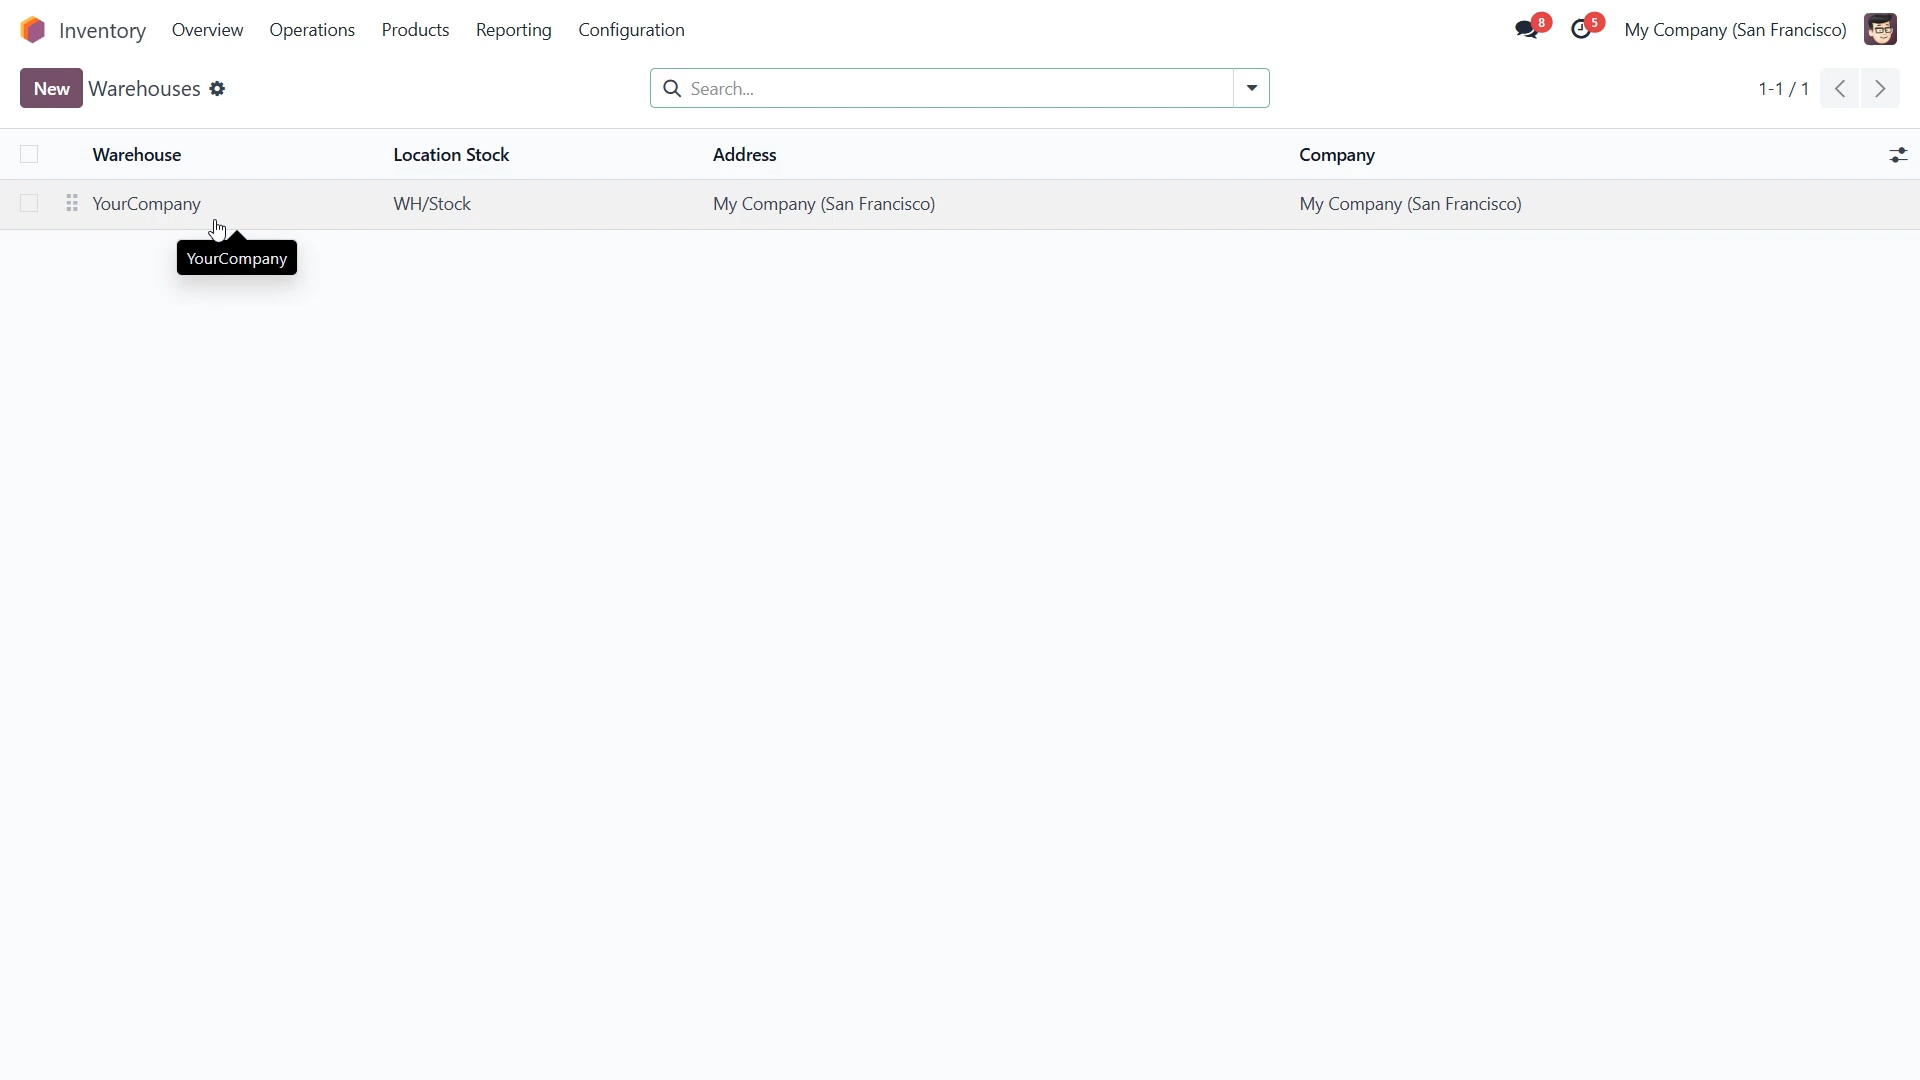 Inventory Overview Operations Products Reporting Configuration 8 5 My Company (San Francisco)
New Warehouses Search... 1-1 / 1
Warehouse Location Stock Address Company
YourCompany WH/Stock My Company (San Francisco) My Company (San Francisco)
YourCompany